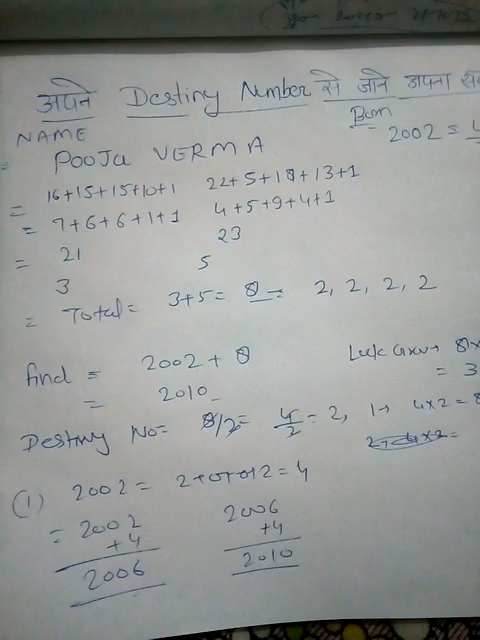 अपने Destiny Number से जाने अपना
NAME
Born
2002 =
= POOJA VERMA
= 16+15+15+10+1 22+5+18+13+1
= 7+6+6+1+1 4+5+9+4+1
= 21 23
3 5
= Total= 3+5= 8 = 2, 2, 2, 2
find = 2002 + 8
= 2010
Luck Grow → 8×
= 3
Destiny No= 8/2= 4/2 = 2, 1→ 4×2 = 8
(1) 2002 = 2+0+0+2 = 4
= 2002 2006
+4 +4
2006 2010